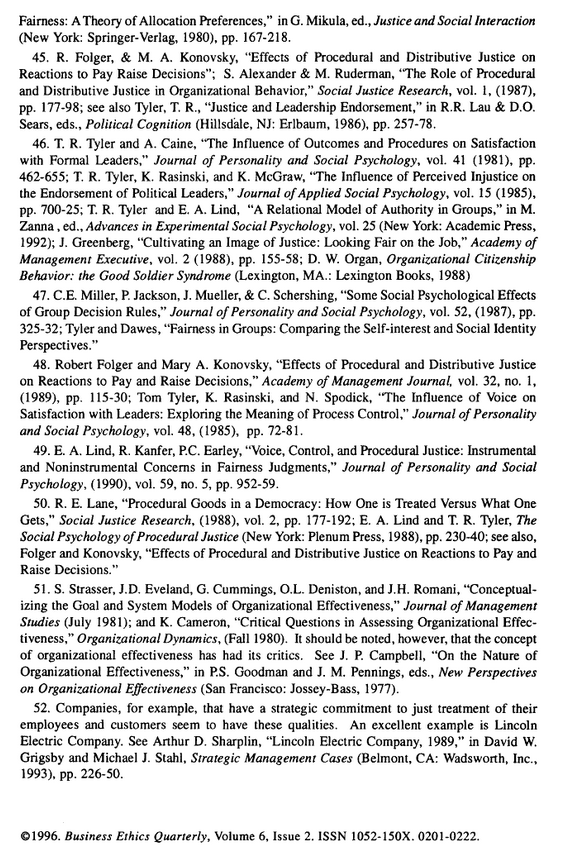 Fairness: A Theory of Allocation Preferences,” in G. Mikula, ed., Justice and Social Interaction
(New York: Springer-Verlag, 1980), pp. 167-218.
45. R. Folger, & M. A. Konovsky, “Effects of Procedural and Distributive Justice on
Reactions to Pay Raise Decisions”; S. Alexander & M. Ruderman, “The Role of Procedural
and Distributive Justice in Organizational Behavior,” Social Justice Research, vol. 1, (1987),
pp. 177-98; see also Tyler, T. R., “Justice and Leadership Endorsement,” in R.R. Lau & D.O.
Sears, eds., Political Cognition (Hillsdale, NJ: Erlbaum, 1986), pp. 257-78.
46. T. R. Tyler and A. Caine, “The Influence of Outcomes and Procedures on Satisfaction
with Formal Leaders,” Journal of Personality and Social Psychology, vol. 41 (1981), pp.
462-655; T. R. Tyler, K. Rasinski, and K. McGraw, “The Influence of Perceived Injustice on
the Endorsement of Political Leaders,” Journal of Applied Social Psychology, vol. 15 (1985),
pp. 700-25; T. R. Tyler and E. A. Lind, “A Relational Model of Authority in Groups,” in M.
Zanna , ed., Advances in Experimental Social Psychology, vol. 25 (New York: Academic Press,
1992); J. Greenberg, “Cultivating an Image of Justice: Looking Fair on the Job,” Academy of
Management Executive, vol. 2 (1988), pp. 155-58; D. W. Organ, Organizational Citizenship
Behavior: the Good Soldier Syndrome (Lexington, MA.: Lexington Books, 1988)
47. C.E. Miller, P. Jackson, J. Mueller, & C. Schershing, “Some Social Psychological Effects
of Group Decision Rules,” Journal of Personality and Social Psychology, vol. 52, (1987), pp.
325-32; Tyler and Dawes, “Fairness in Groups: Comparing the Self-interest and Social Identity
Perspectives.”
48. Robert Folger and Mary A. Konovsky, “Effects of Procedural and Distributive Justice
on Reactions to Pay and Raise Decisions,” Academy of Management Journal, vol. 32, no. 1,
(1989), pp. 115-30; Tom Tyler, K. Rasinski, and N. Spodick, “The Influence of Voice on
Satisfaction with Leaders: Exploring the Meaning of Process Control,” Journal of Personality
and Social Psychology, vol. 48, (1985), pp. 72-81.
49. E. A. Lind, R. Kanfer, P.C. Earley, “Voice, Control, and Procedural Justice: Instrumental
and Noninstrumental Concerns in Fairness Judgments,” Journal of Personality and Social
Psychology, (1990), vol. 59, no. 5, pp. 952-59.
50. R. E. Lane, “Procedural Goods in a Democracy: How One is Treated Versus What One
Gets,” Social Justice Research, (1988), vol. 2, pp. 177-192; E. A. Lind and T. R. Tyler, The
Social Psychology of Procedural Justice (New York: Plenum Press, 1988), pp. 230-40; see also,
Folger and Konovsky, “Effects of Procedural and Distributive Justice on Reactions to Pay and
Raise Decisions.”
51. S. Strasser, J.D. Eveland, G. Cummings, O.L. Deniston, and J.H. Romani, “Conceptual-
izing the Goal and System Models of Organizational Effectiveness,” Journal of Management
Studies (July 1981); and K. Cameron, “Critical Questions in Assessing Organizational Effec-
tiveness,” Organizational Dynamics, (Fall 1980). It should be noted, however, that the concept
of organizational effectiveness has had its critics. See J. P. Campbell, “On the Nature of
Organizational Effectiveness,” in P.S. Goodman and J. M. Pennings, eds., New Perspectives
on Organizational Effectiveness (San Francisco: Jossey-Bass, 1977).
52. Companies, for example, that have a strategic commitment to just treatment of their
employees and customers seem to have these qualities. An excellent example is Lincoln
Electric Company. See Arthur D. Sharplin, “Lincoln Electric Company, 1989,” in David W.
Grigsby and Michael J. Stahl, Strategic Management Cases (Belmont, CA: Wadsworth, Inc.,
1993), pp. 226-50.
©1996. Business Ethics Quarterly, Volume 6, Issue 2. ISSN 1052-150X. 0201-0222.